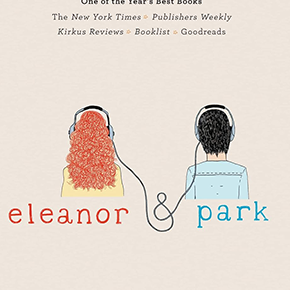 One of the Year's Best Books
The New York Times * Publishers Weekly
Kirkus Reviews * Booklist * Goodreads
eleanor & park